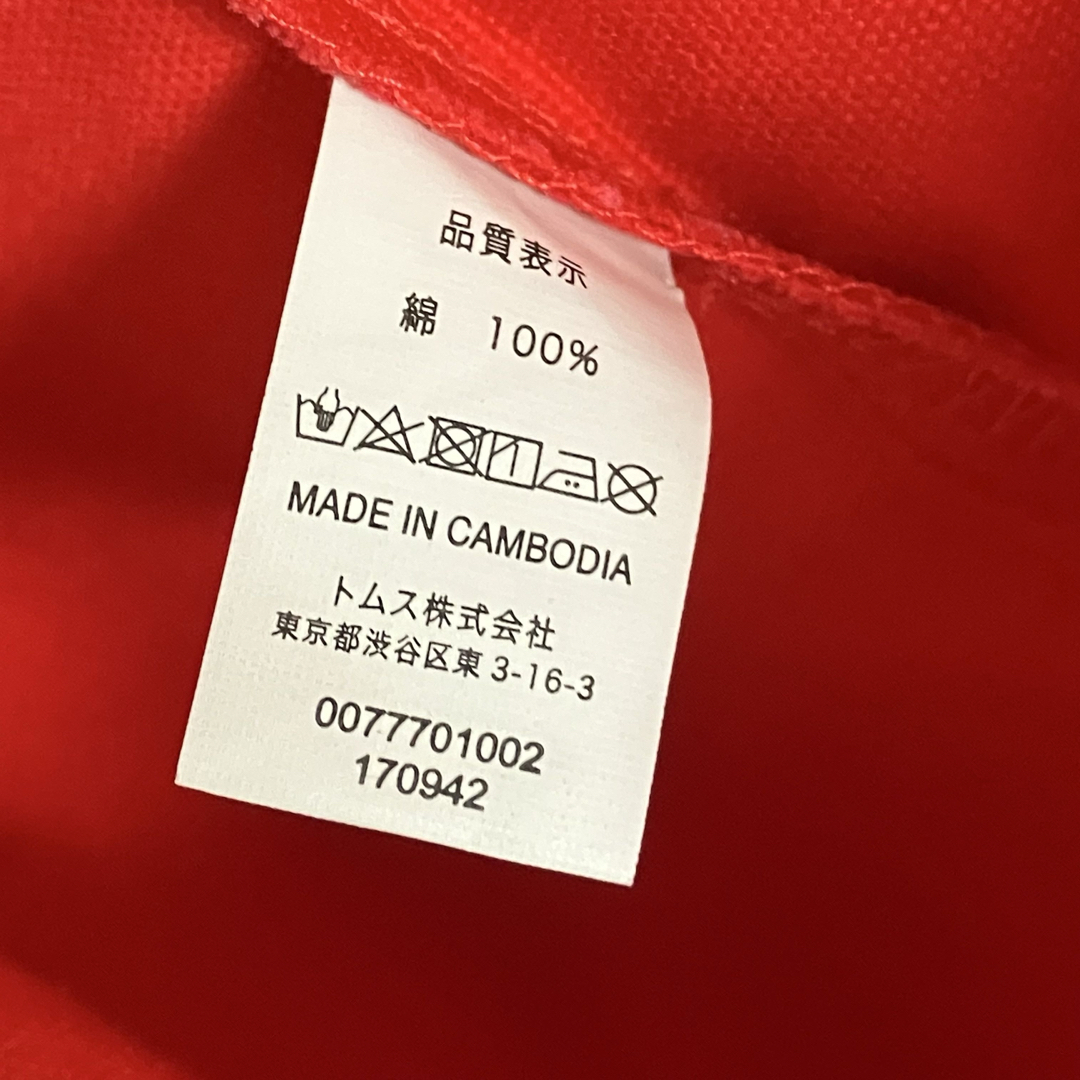 品質表示
綿 100%
MADE IN CAMBODIA
トムス株式会社
東京都渋谷区東3-16-3
0077701002
170942